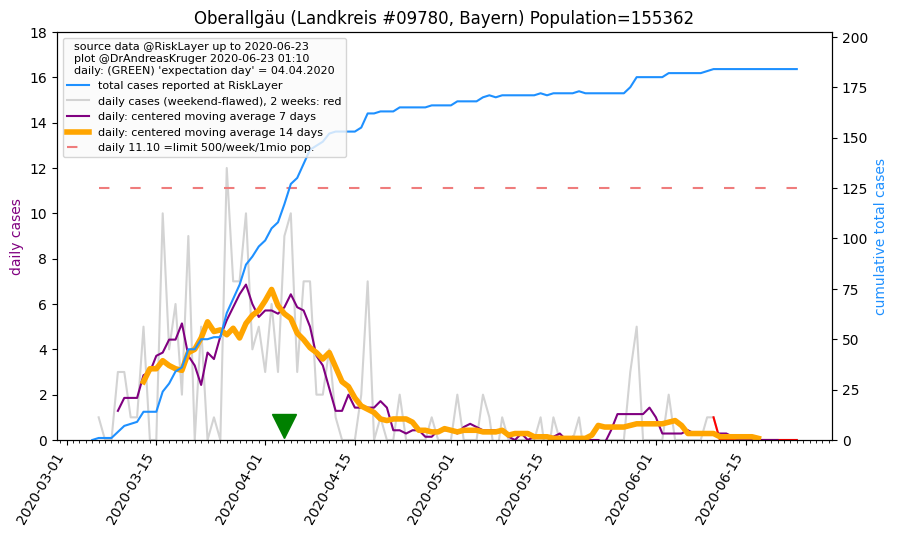 Oberallgäu (Landkreis #09780, Bayern) Population=155362
source data @RiskLayer up to 2020-06-23
plot @DrAndreasKruger 2020-06-23 01:10
daily: (GREEN) 'expectation day' = 04.04.2020
total cases reported at RiskLayer
daily cases (weekend-flawed), 2 weeks: red
daily: centered moving average 7 days
daily: centered moving average 14 days
daily 11.10 =limit 500/week/1mio pop.
daily cases
18
16
14
12
10
8
6
4
2
0
200
175
150
125
100
75
50
25
0
cumulative total cases
2020-03-01
2020-03-15
2020-04-01
2020-04-15
2020-05-01
2020-05-15
2020-06-01
2020-06-15